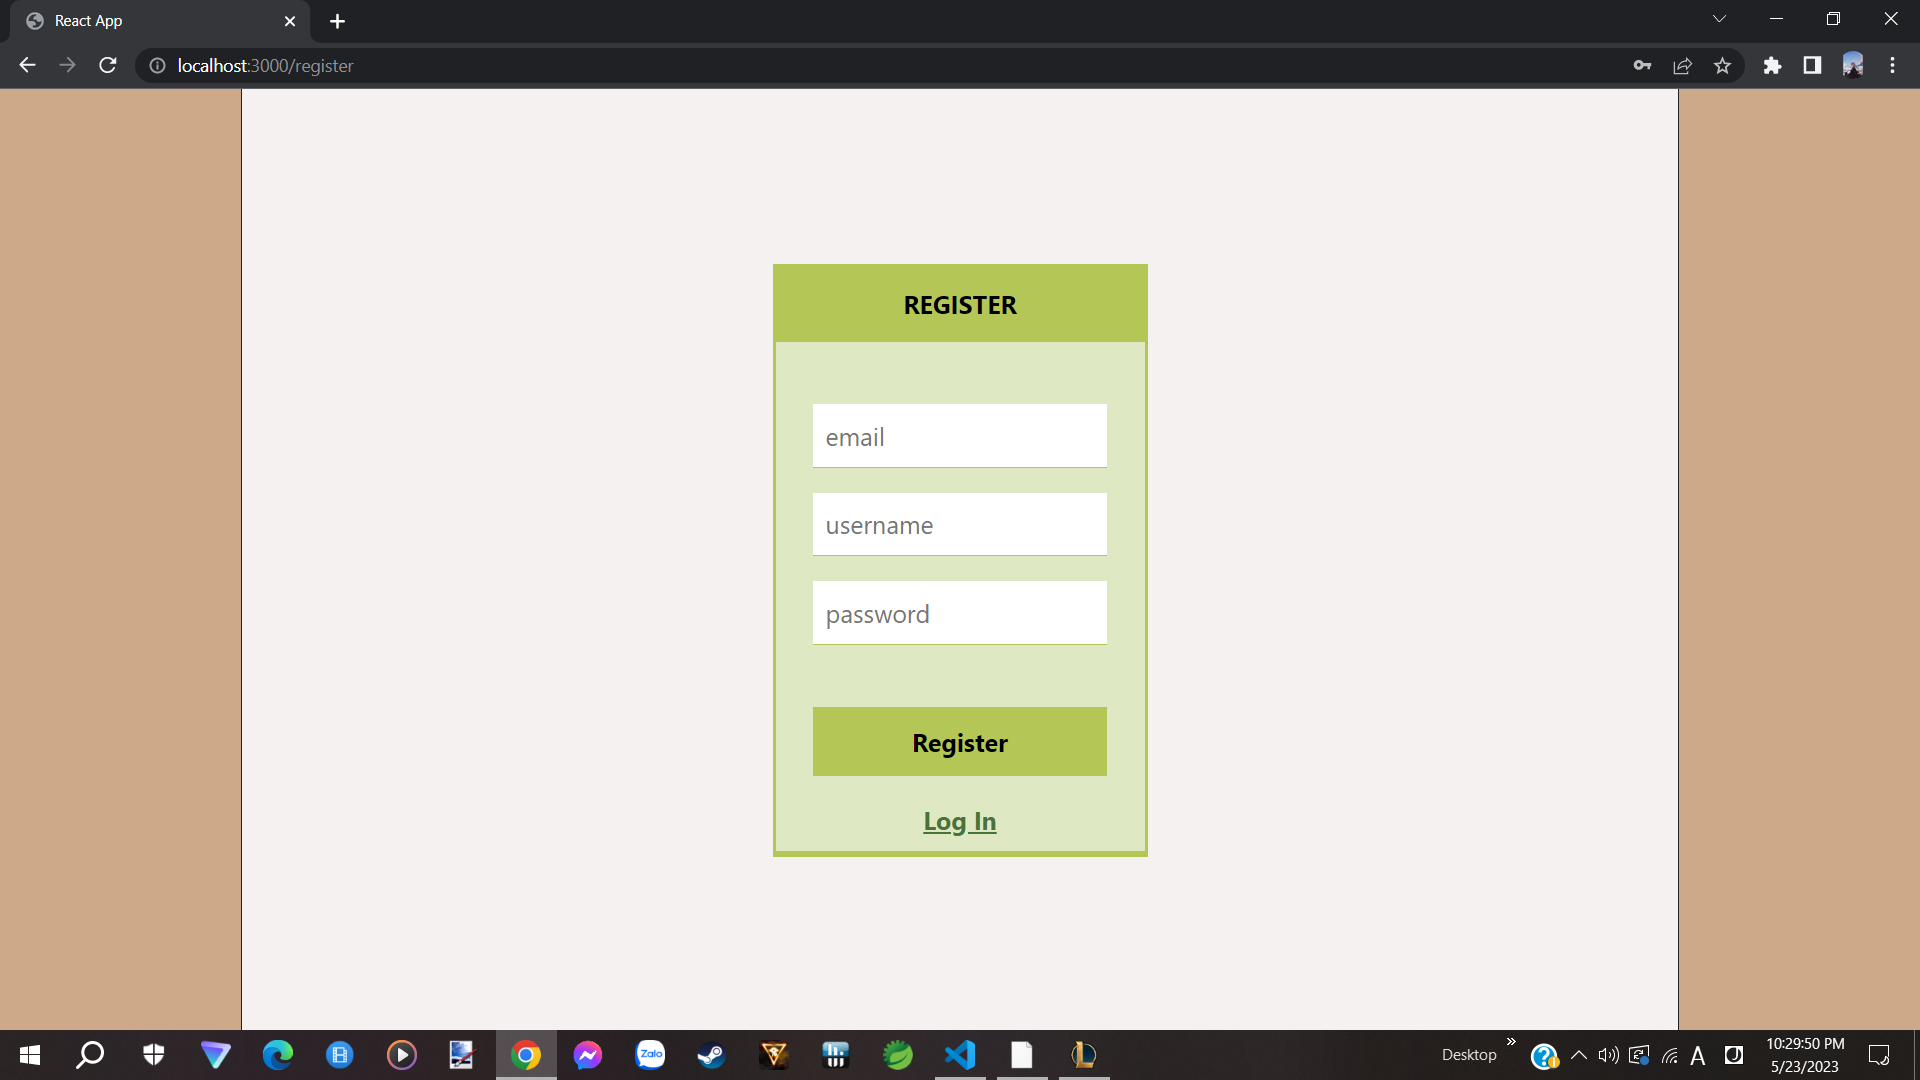 React App
localhost:3000/register
REGISTER
email
username
password
Register
Log In
Zalo
Desktop
A
J
10:29:50 PM
5/23/2023